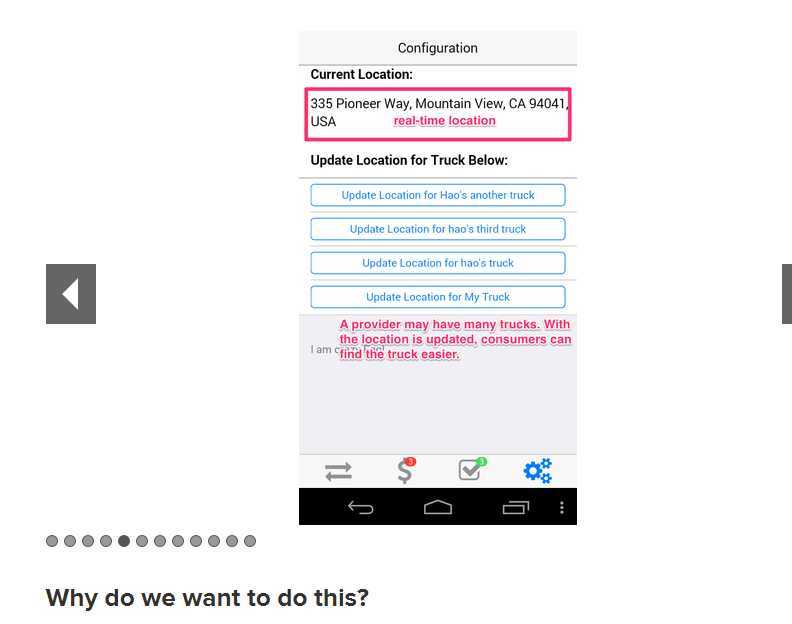 Configuration
Current Location:
335 Pioneer Way, Mountain View, CA 94041,
USA
real-time location
Update Location for Truck Below:
Update Location for Hao's another truck
Update Location for hao's third truck
Update Location for hao's truck
Update Location for My Truck
A provider may have many trucks. With
the location is updated, consumers can
find the truck easier.
I am
3
3
Why do we want to do this?